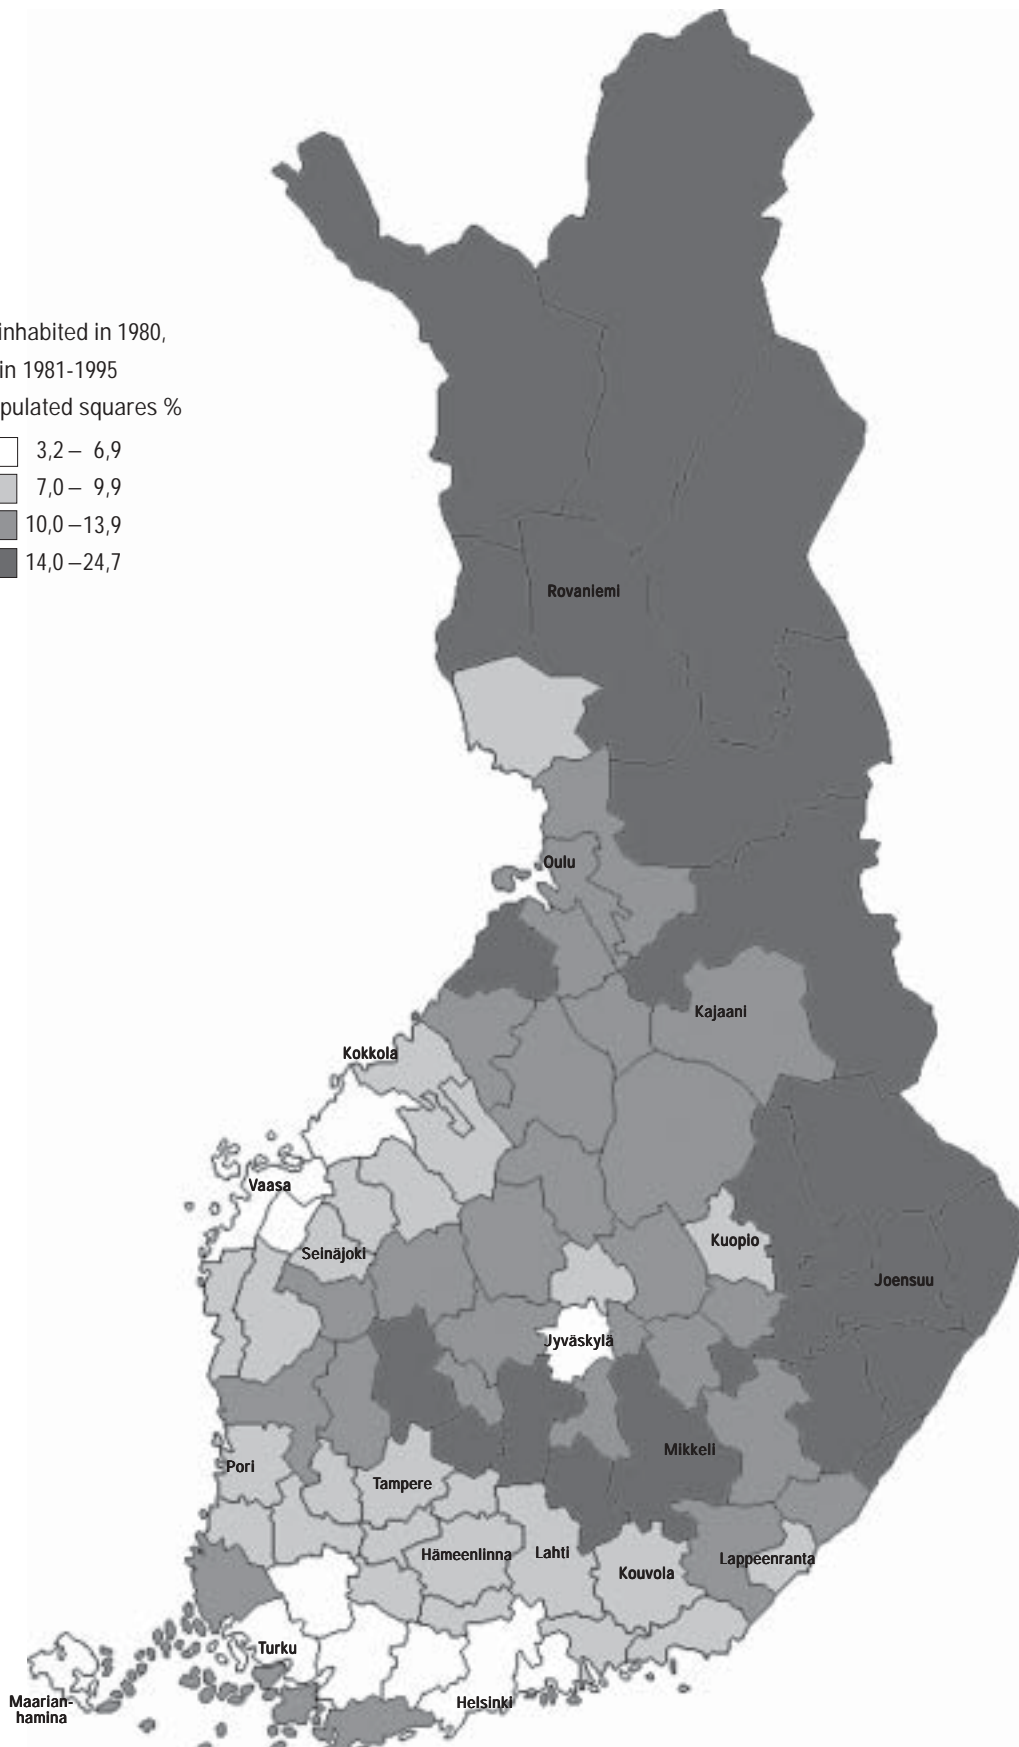 inhabited in 1980,
in 1981-1995
pulated squares %
3,2 – 6,9
7,0 – 9,9
10,0 –13,9
14,0 –24,7
Rovaniemi
Oulu
Kajaani
Kokkola
Vaasa
Kuopio
Seinäjoki
Joensuu
Jyväskylä
Mikkeli
Pori
Tampere
Hämeenlinna
Lahti
Lappeenranta
Kouvola
Turku
Maarian-
hamina
Helsinki